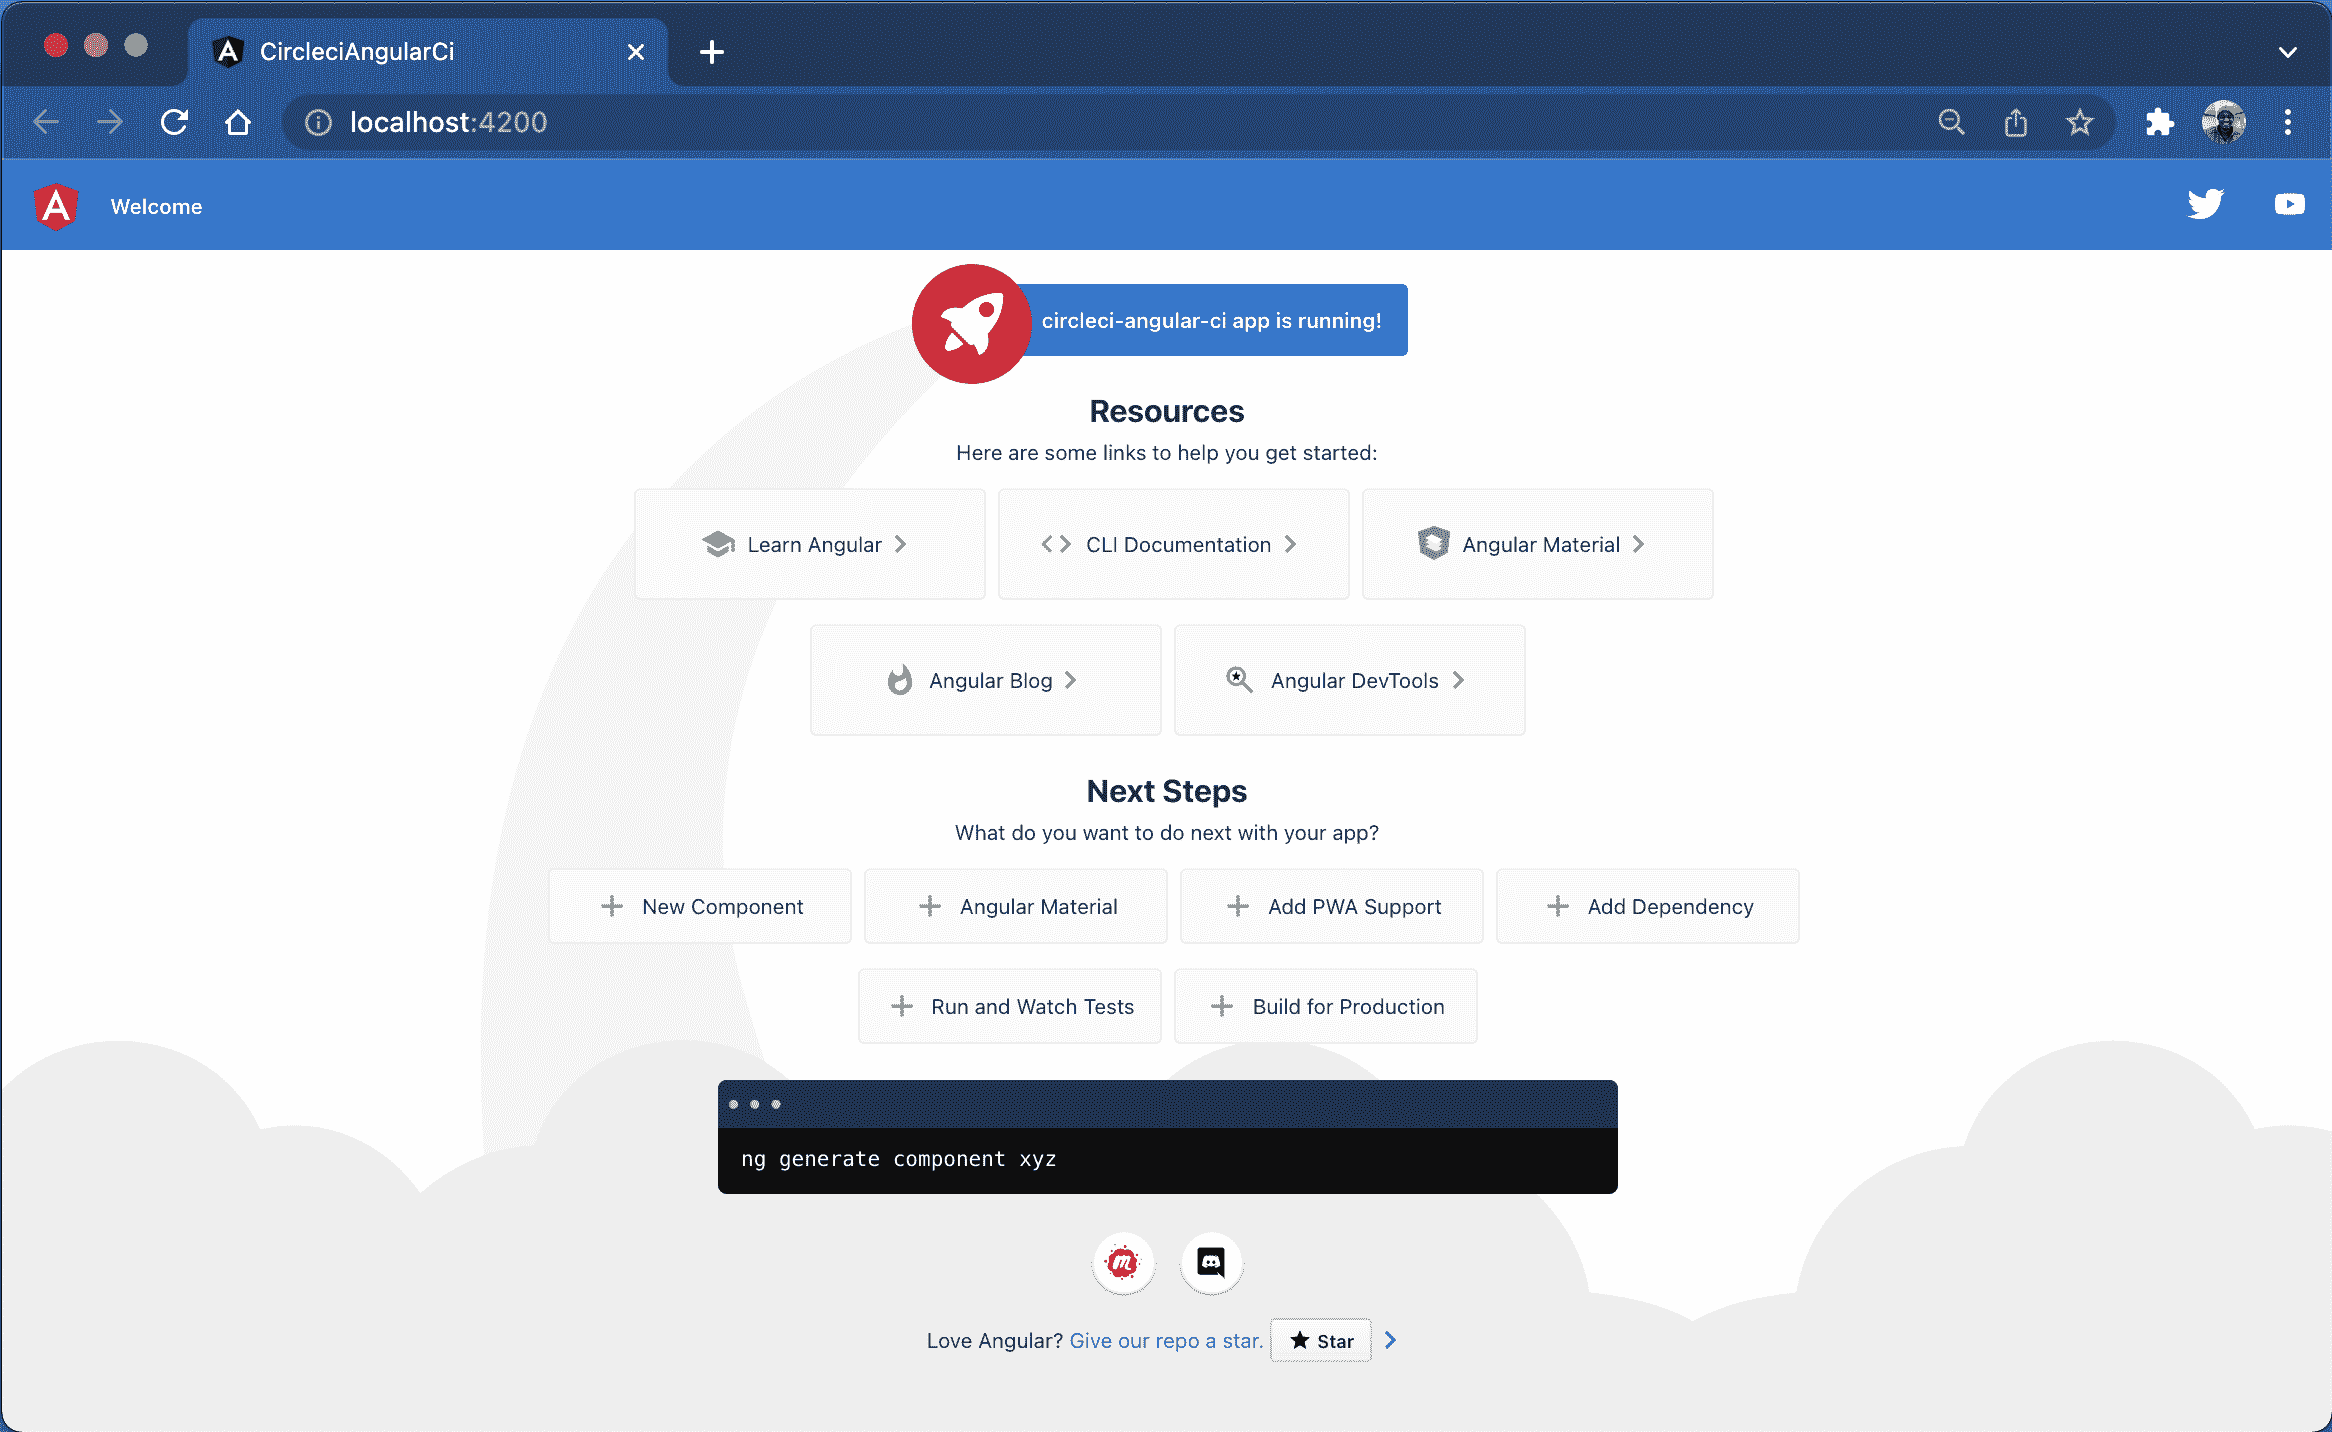 CircleciAngularCi
localhost:4200
Welcome
circleci-angular-ci app is running!
Resources
Here are some links to help you get started:
Learn Angular
CLI Documentation
Angular Material
Angular Blog
Angular DevTools
Next Steps
What do you want to do next with your app?
New Component
Angular Material
Add PWA Support
Add Dependency
Run and Watch Tests
Build for Production
ng generate component xyz
Love Angular? Give our repo a star. Star